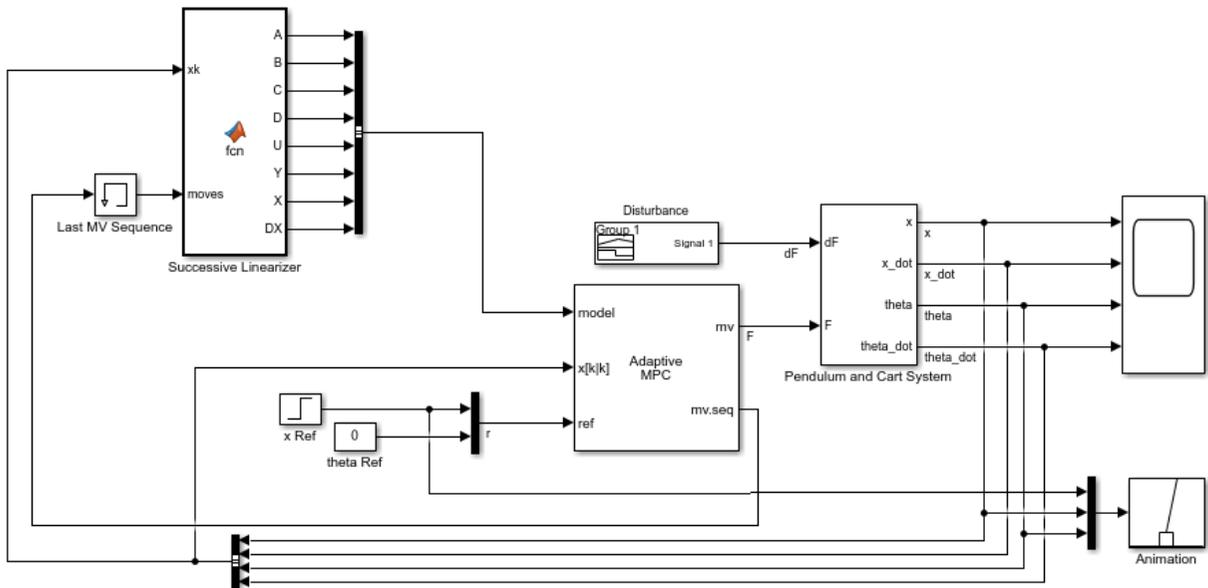 xk
moves
fcn
A
B
C
D
U
Y
X
DX
Last MV Sequence
Successive Linearizer
Disturbance
Group 1
Signal 1
dF
dF
F
x
x_dot
theta
theta_dot
x
x_dot
theta
theta_dot
Pendulum and Cart System
model
x[k|k]
ref
Adaptive
MPC
mv
mv.seq
F
x Ref
0
theta Ref
r
Animation